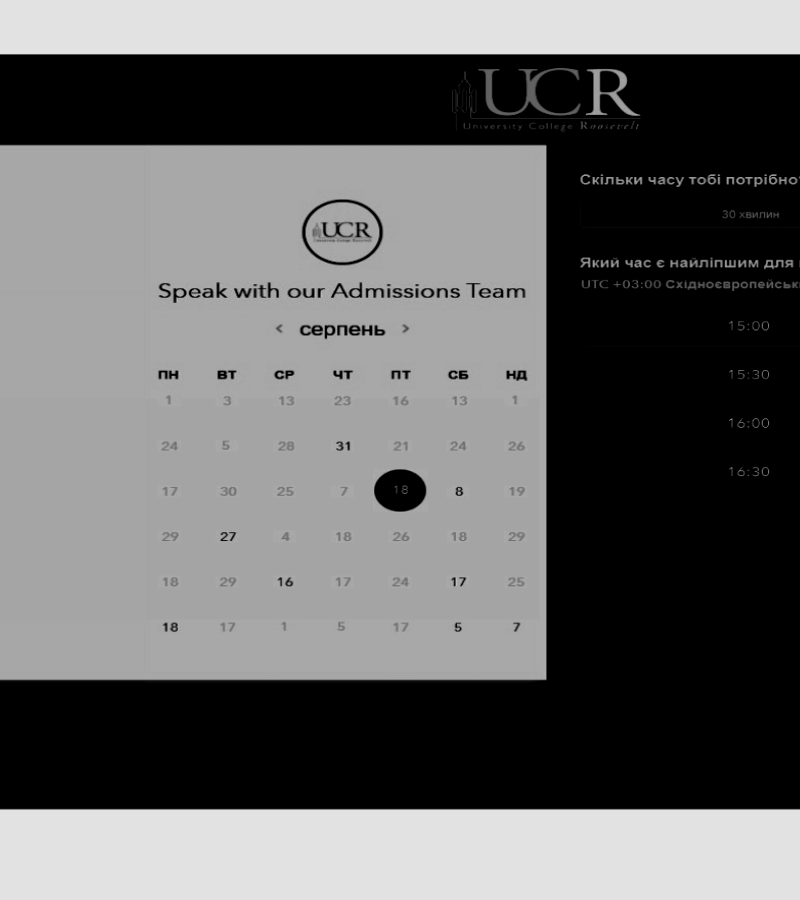 UCR
University College Roosevelt
UCR
Speak with our Admissions Team
< серпень >
ПН ВТ СР ЧТ ПТ СБ НД
1 3 13 23 16 13 1
24 5 28 31 21 24 26
17 30 25 7 18 8 19
29 27 4 18 26 18 29
18 29 16 17 24 17 25
18 17 1 5 17 5 7
Скільки часу тобі потрібно?
30 хвилин
Який час є найліпшим для
UTC +03:00
15:00
15:30
16:00
16:30